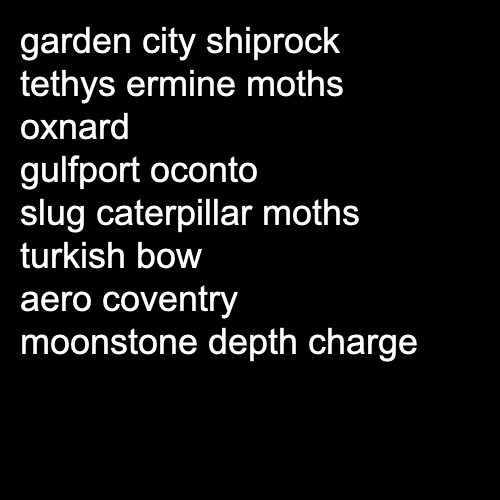 garden city shiprock
tethys ermine moths
oxnard
gulfport oconto
slug caterpillar moths
turkish bow
aero coventry
moonstone depth charge